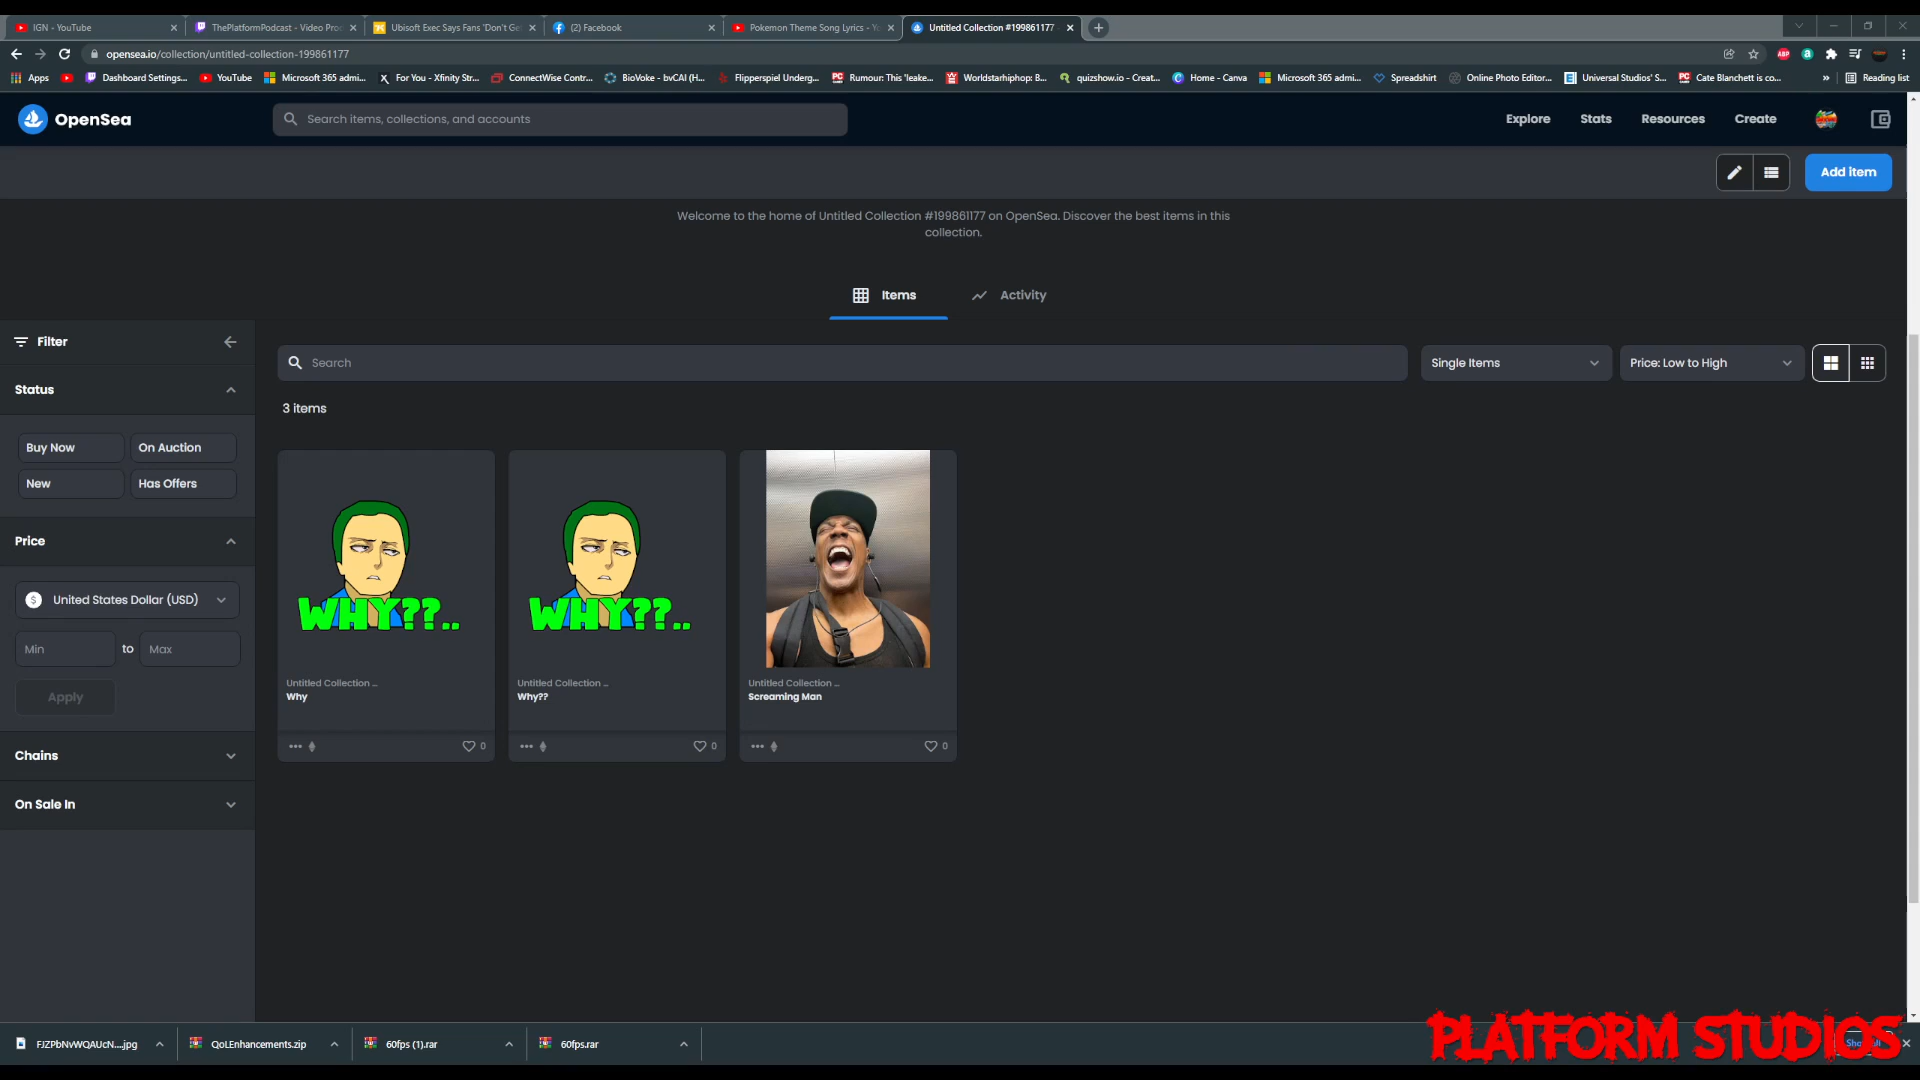 IGN - YouTube
ThePlatformPodcast - Video Proc
Ubisoft Exec Says Fans 'Don't Ge
(2) Facebook
Pokemon Theme Song Lyrics - Yo
Untitled Collection #199861177
opensea.io/collection/untitled-collection-199861177
Apps
Dashboard Settings...
YouTube
Microsoft 365 admi...
For You - Xfinity Str...
ConnectWise Contr...
BioVoke - bvCAI (H...
Flipperspiel Underg...
Rumour: This 'leake...
Worldstarhiphop: B...
quizshow.io - Creat...
Home - Canva
Microsoft 365 admi...
Spreadshirt
Online Photo Editor...
Universal Studios' S...
Cate Blanchett is co...
»
Reading list
OpenSea
Search items, collections, and accounts
Explore
Stats
Resources
Create
Add item
Welcome to the home of Untitled Collection #199861177 on OpenSea. Discover the best items in this
collection.
Items
Activity
Filter
Search
Single Items
Price: Low to High
Status
3 items
Buy Now
On Auction
New
Has Offers
Price
United States Dollar (USD)
Min
to
Max
Apply
Chains
On Sale In
WHY??..
Untitled Collection ...
Why
0
WHY??..
Untitled Collection ...
Why??
0
Untitled Collection ...
Screaming Man
0
FJZPbNvWQAUcN....jpg
QoLEnhancements.zip
60fps (1).rar
60fps.rar
PLATFORM STUDIOS